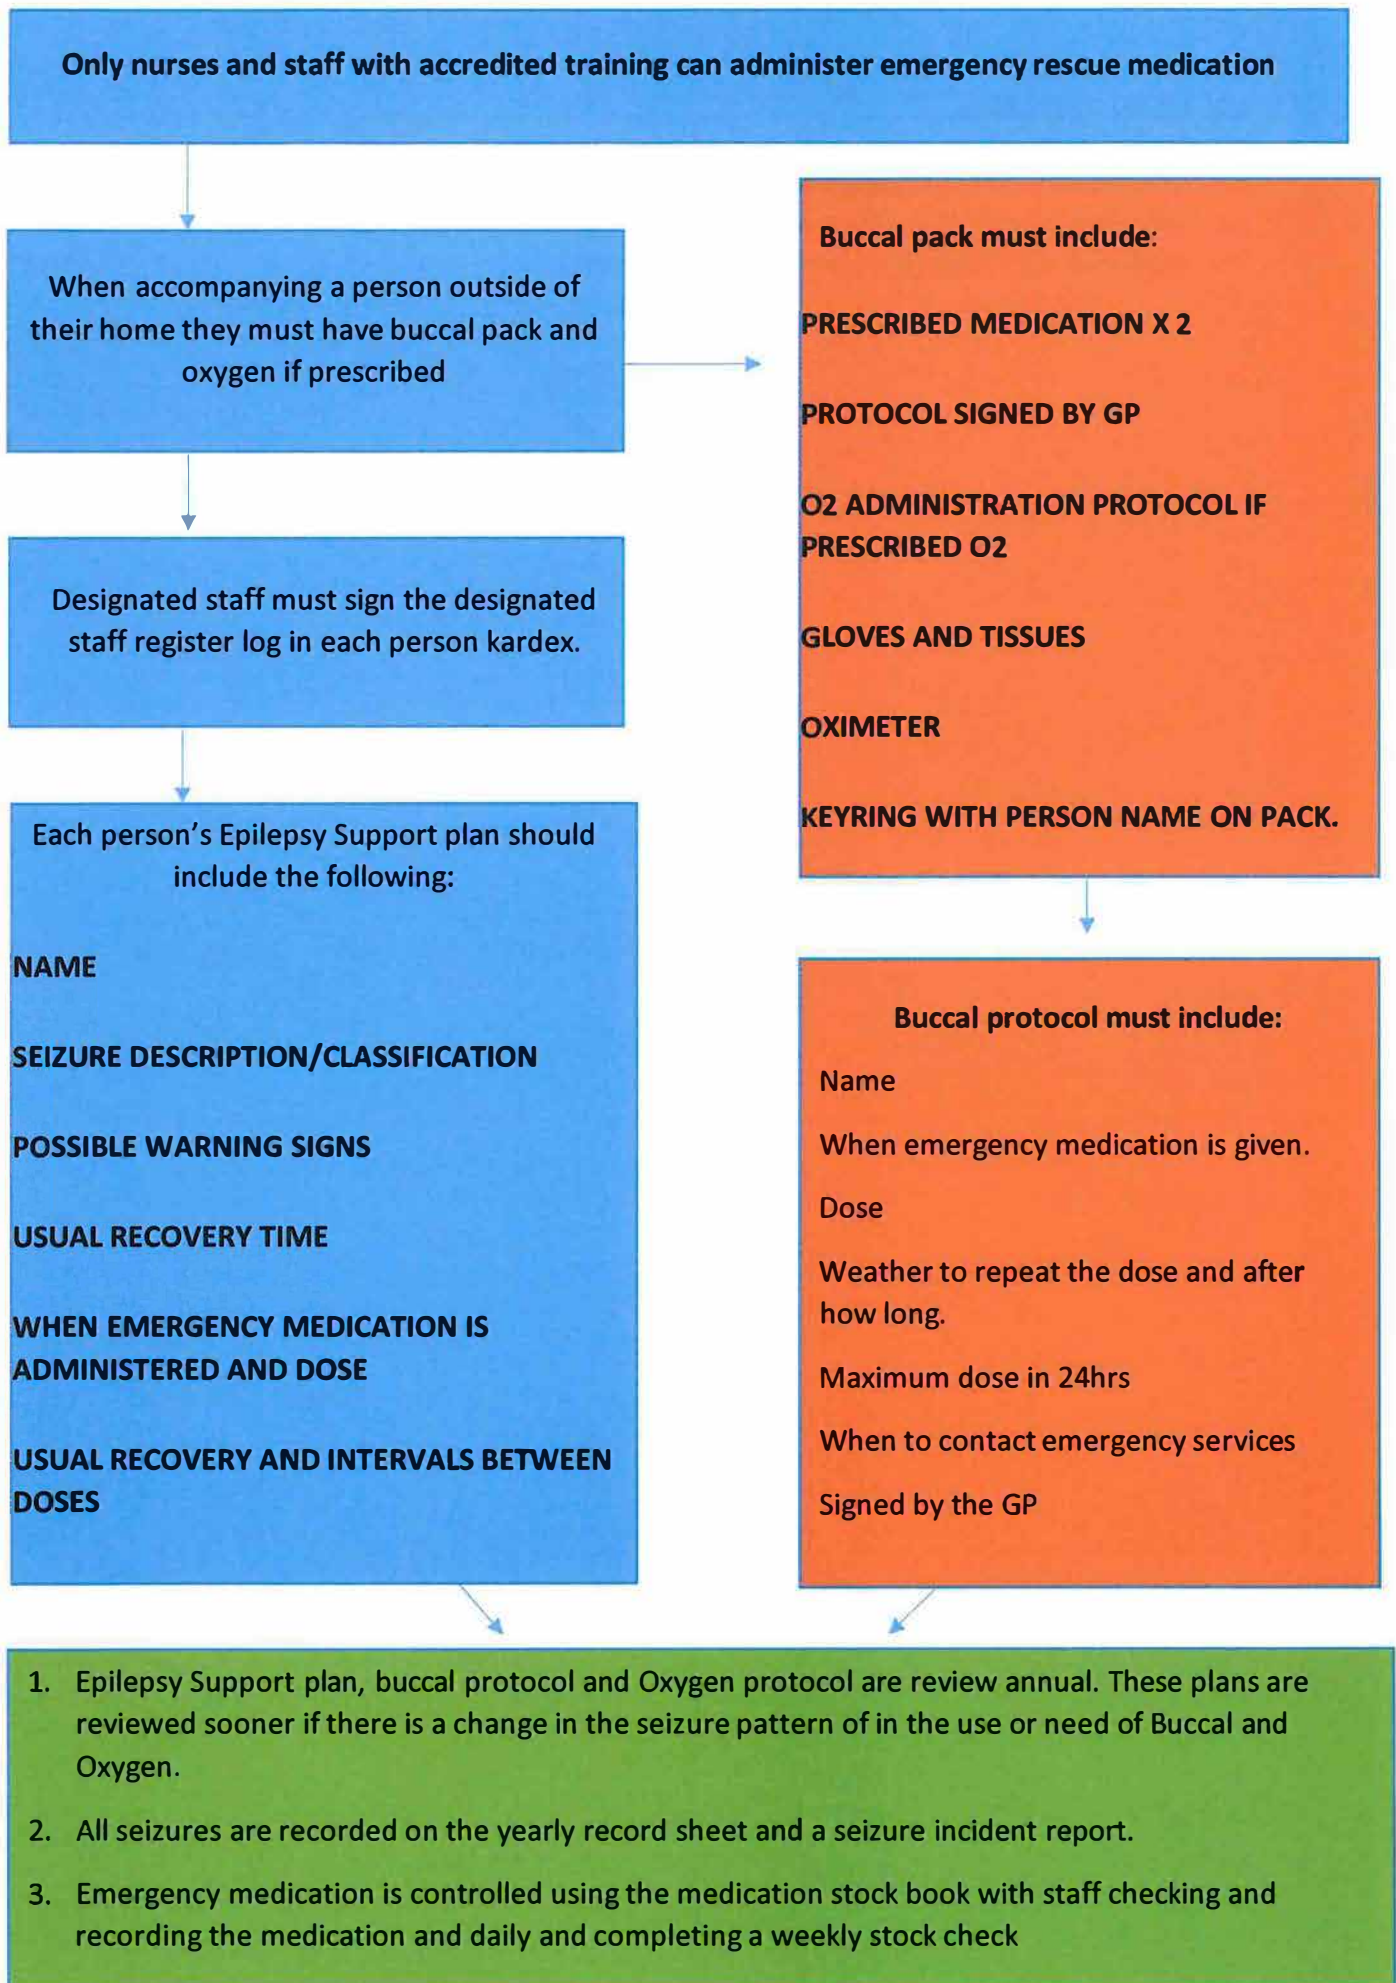 Only nurses and staff with accredited training can administer emergency rescue medication
When accompanying a person outside of
their home they must have buccal pack and
oxygen if prescribed
Designated staff must sign the designated
staff register log in each person kardex.
Each person’s Epilepsy Support plan should
include the following:
NAME
SEIZURE DESCRIPTION/CLASSIFICATION
POSSIBLE WARNING SIGNS
USUAL RECOVERY TIME
WHEN EMERGENCY MEDICATION IS
ADMINISTERED AND DOSE
USUAL RECOVERY AND INTERVALS BETWEEN
DOSES
Buccal pack must include:
PRESCRIBED MEDICATION X 2
PROTOCOL SIGNED BY GP
O2 ADMINISTRATION PROTOCOL IF
PRESCRIBED O2
GLOVES AND TISSUES
OXIMETER
KEYRING WITH PERSON NAME ON PACK.
Buccal protocol must include:
Name
When emergency medication is given.
Dose
Weather to repeat the dose and after
how long.
Maximum dose in 24hrs
When to contact emergency services
Signed by the GP
1. Epilepsy Support plan, buccal protocol and Oxygen protocol are review annual. These plans are
reviewed sooner if there is a change in the seizure pattern of in the use or need of Buccal and
Oxygen.
2. All seizures are recorded on the yearly record sheet and a seizure incident report.
3. Emergency medication is controlled using the medication stock book with staff checking and
recording the medication and daily and completing a weekly stock check